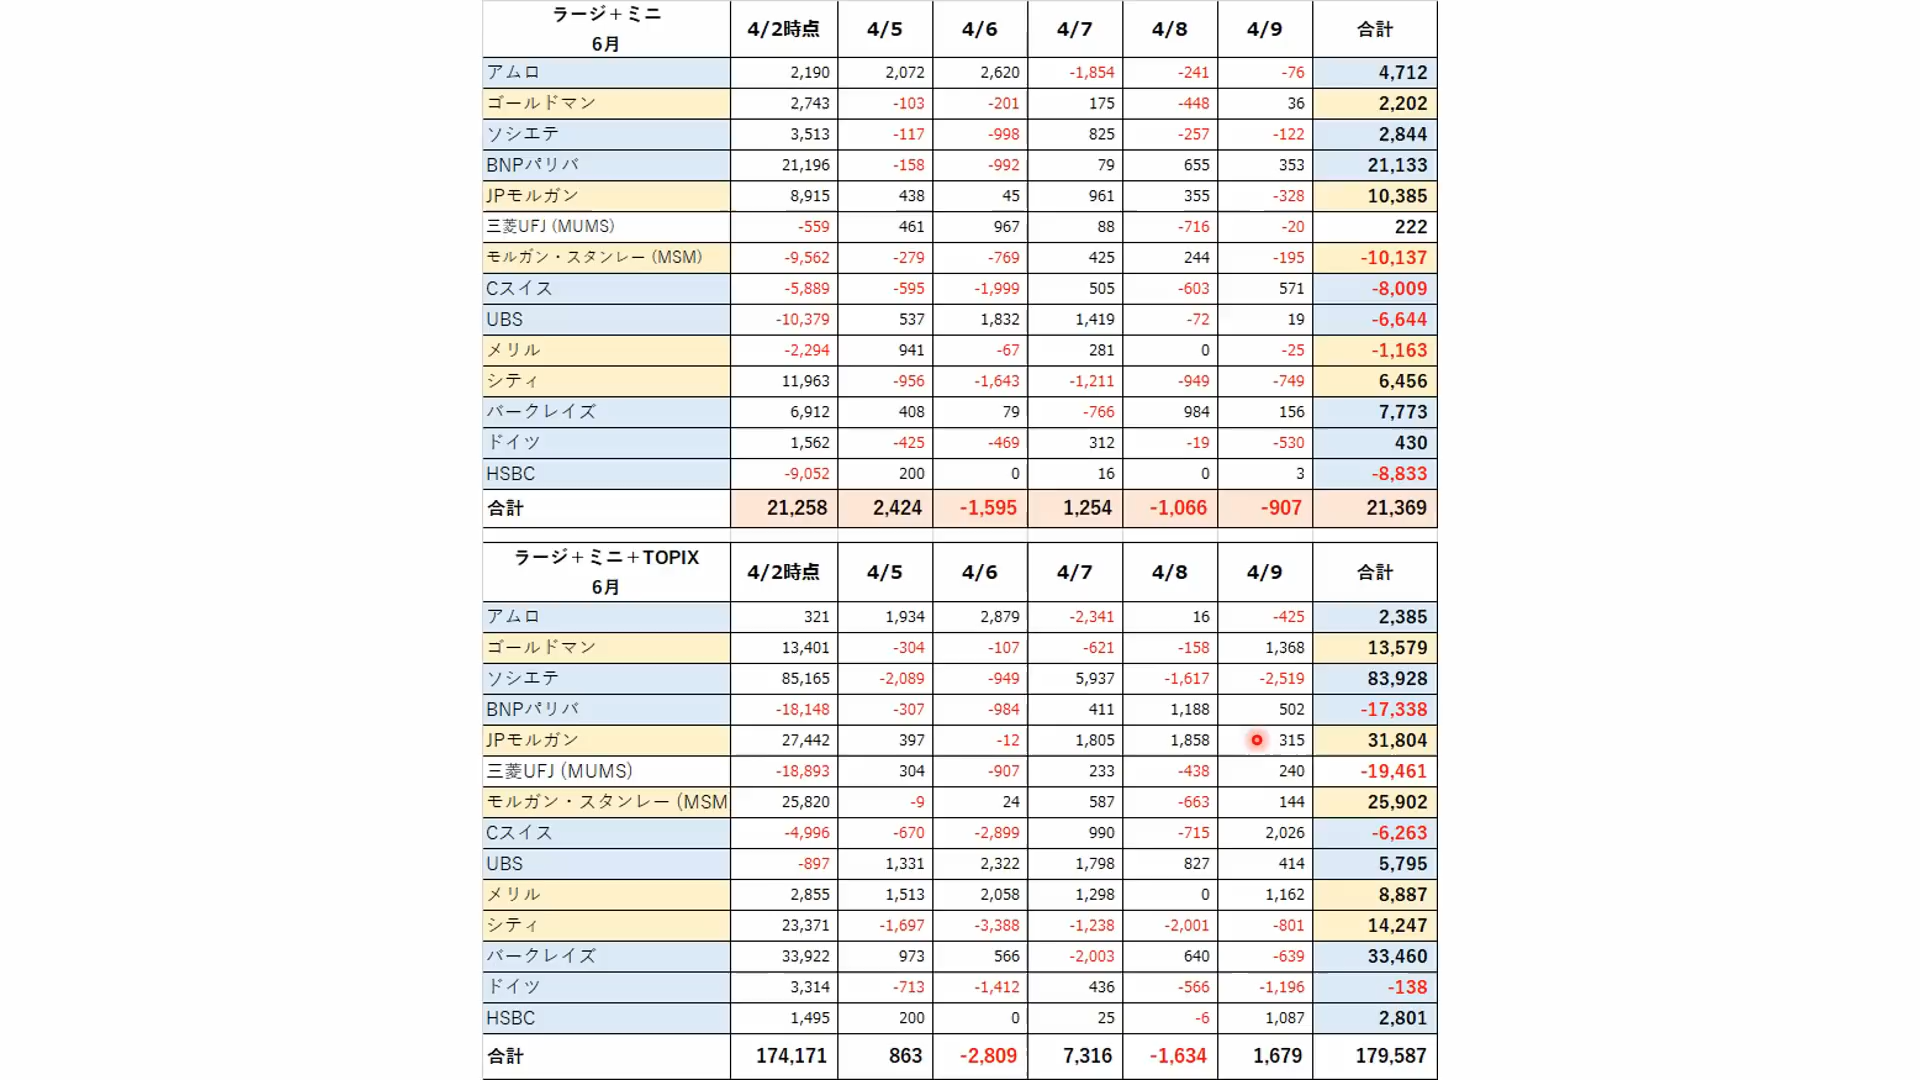 ラージ＋ミニ
6月 4/2時点 4/5 4/6 4/7 4/8 4/9 合計
アムロ 2,190 2,072 2,620 -1,854 -241 -76 4,712
ゴールドマン 2,743 -103 -201 175 -448 36 2,202
ソシエテ 3,513 -117 -998 825 -257 -122 2,844
BNPパリバ 21,196 -158 -992 79 655 353 21,133
JPモルガン 8,915 438 45 961 355 -328 10,385
三菱UFJ (MUMS) -559 461 967 88 -716 -20 222
モルガン・スタンレー (MSM) -9,562 -279 -769 425 244 -195 -10,137
Cスイス -5,889 -595 -1,999 505 -603 571 -8,009
UBS -10,379 537 1,832 1,419 -72 19 -6,644
メリル -2,294 941 -67 281 0 -25 -1,163
シティ 11,963 -956 -1,643 -1,211 -949 -749 6,456
バークレイズ 6,912 408 79 -766 984 156 7,773
ドイツ 1,562 -425 -469 312 -19 -530 430
HSBC -9,052 200 0 16 0 3 -8,833
合計 21,258 2,424 -1,595 1,254 -1,066 -907 21,369
ラージ＋ミニ＋TOPIX
6月 4/2時点 4/5 4/6 4/7 4/8 4/9 合計
アムロ 321 1,934 2,879 -2,341 16 -425 2,385
ゴールドマン 13,401 -304 -107 -621 -158 1,368 13,579
ソシエテ 85,165 -2,089 -949 5,937 -1,617 -2,519 83,928
BNPパリバ -18,148 -307 -984 411 1,188 502 -17,338
JPモルガン 27,442 397 -12 1,805 1,858 315 31,804
三菱UFJ (MUMS) -18,893 304 -907 233 -438 240 -19,461
モルガン・スタンレー (MSM 25,820 -9 24 587 -663 144 25,902
Cスイス -4,996 -670 -2,899 990 -715 2,026 -6,263
UBS -897 1,331 2,322 1,798 827 414 5,795
メリル 2,855 1,513 2,058 1,298 0 1,162 8,887
シティ 23,371 -1,697 -3,388 -1,238 -2,001 -801 14,247
バークレイズ 33,922 973 566 -2,003 640 -639 33,460
ドイツ 3,314 -713 -1,412 436 -566 -1,196 -138
HSBC 1,495 200 0 25 -6 1,087 2,801
合計 174,171 863 -2,809 7,316 -1,634 1,679 179,587